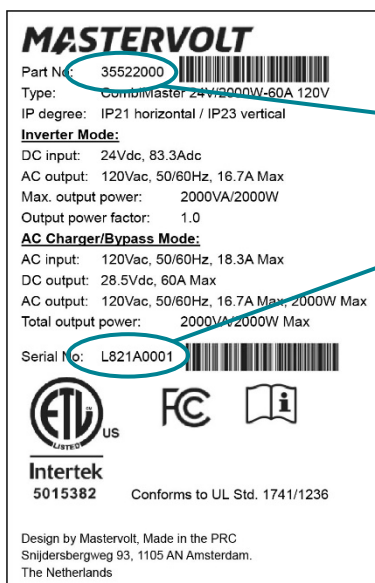 MASTERVOLT
Part No: 35522000
Type: CombiMaster 24V/2000W-60A 120V
IP degree: IP21 horizontal / IP23 vertical
Inverter Mode:
DC input: 24Vdc, 83.3Adc
AC output: 120Vac, 50/60Hz, 16.7A Max
Max. output power: 2000VA/2000W
Output power factor: 1.0
AC Charger/Bypass Mode:
AC input: 120Vac, 50/60Hz, 18.3A Max
DC output: 28.5Vdc, 60A Max
AC output: 120Vac, 50/60Hz, 16.7A Max, 2000W Max
Total output power: 2000VA/2000W Max
Serial No: L821A0001
ETL LISTED US
FC
i
Intertek
5015382
Conforms to UL Std. 1741/1236
Design by Mastervolt, Made in the PRC
Snijdersbergweg 93, 1105 AN Amsterdam.
The Netherlands